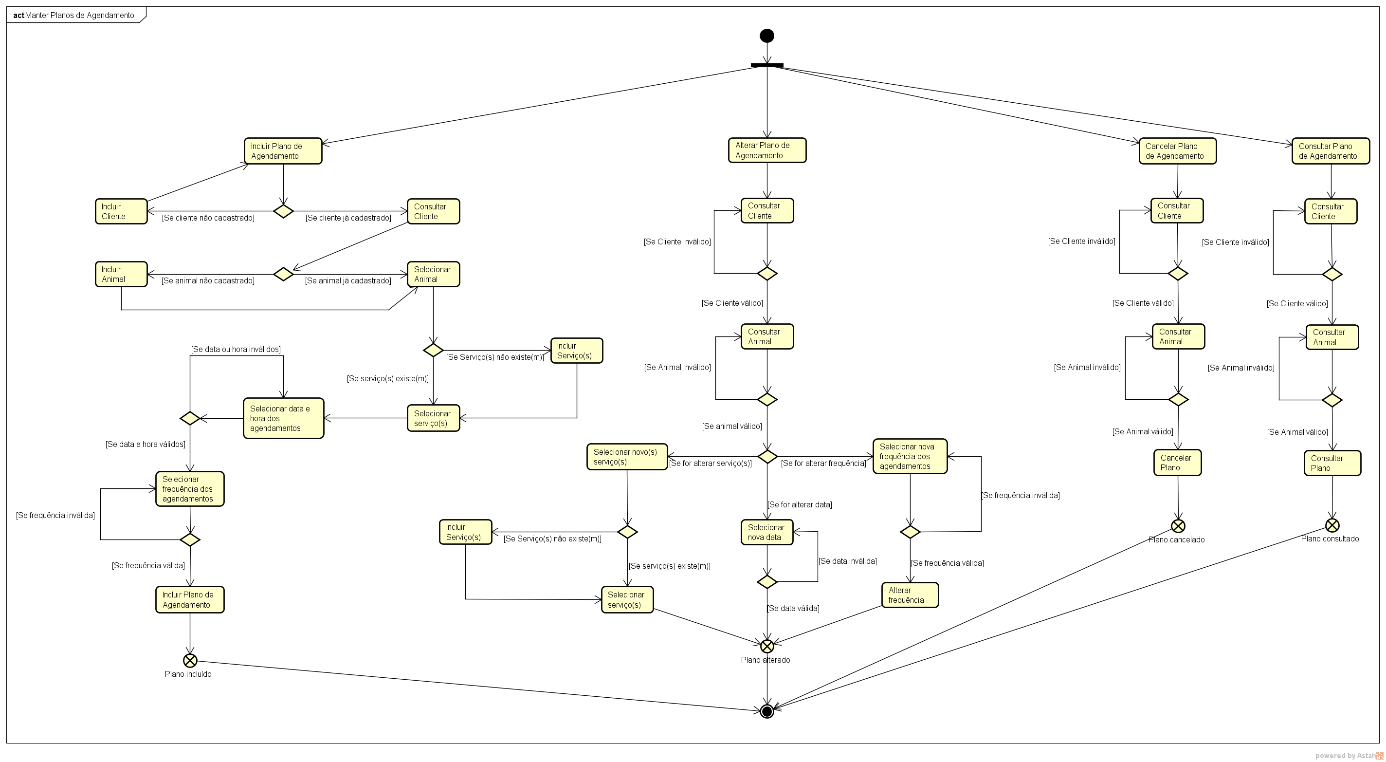 act Manter Planos de Agendamento
Incluir Plano de
Agendamento
Alterar Plano de
Agendamento
Cancelar Plano
de Agendamento
Consultar Plano
de Agendamento
Incluir
Cliente
[Se cliente não cadastrado]
[Se cliente já cadastrado]
Consultar
Cliente
Consultar
Cliente
Consultar
Cliente
Consultar
Cliente
[Se Cliente inválido]
[Se Cliente inválido]
[Se Cliente inválido]
Incluir
Animal
[Se animal não cadastrado]
[Se animal já cadastrado]
Selecionar
Animal
[Se Cliente válido]
[Se Cliente válido]
[Se Cliente válido]
Consultar
Animal
Consultar
Animal
Consultar
Animal
[Se data ou hora inválidos]
[Se Serviço(s) não existe(m)]
Incluir
Serviço(s)
[Se serviço(s) existe(m)]
[Se Animal inválido]
[Se Animal inválido]
[Se Animal inválido]
Selecionar data e
hora dos
agendamentos
Selecionar
serviço(s)
[Se animal válido]
[Se Animal válido]
[Se Animal válido]
[Se data e hora válidos]
Selecionar novo(s)
serviço(s)
[Se for alterar serviço(s)]
[Se for alterar frequência]
Selecionar nova
frequência dos
agendamentos
Cancelar
Plano
Consultar
Plano
Selecionar
frequência dos
agendamentos
[Se frequência inválida]
[Se for alterar data]
[Se frequência inválida]
Incluir
Serviço(s)
[Se Serviço(s) não existe(m)]
Selecionar
nova data
Plano cancelado
Plano consultado
[Se frequência válida]
[Se serviço(s) existe(m)]
[Se data inválida]
[Se frequência válida]
Incluir Plano de
Agendamento
Selecionar
serviço(s)
[Se data válida]
Alterar
frequência
Plano incluído
Plano alterado
powered by Astah